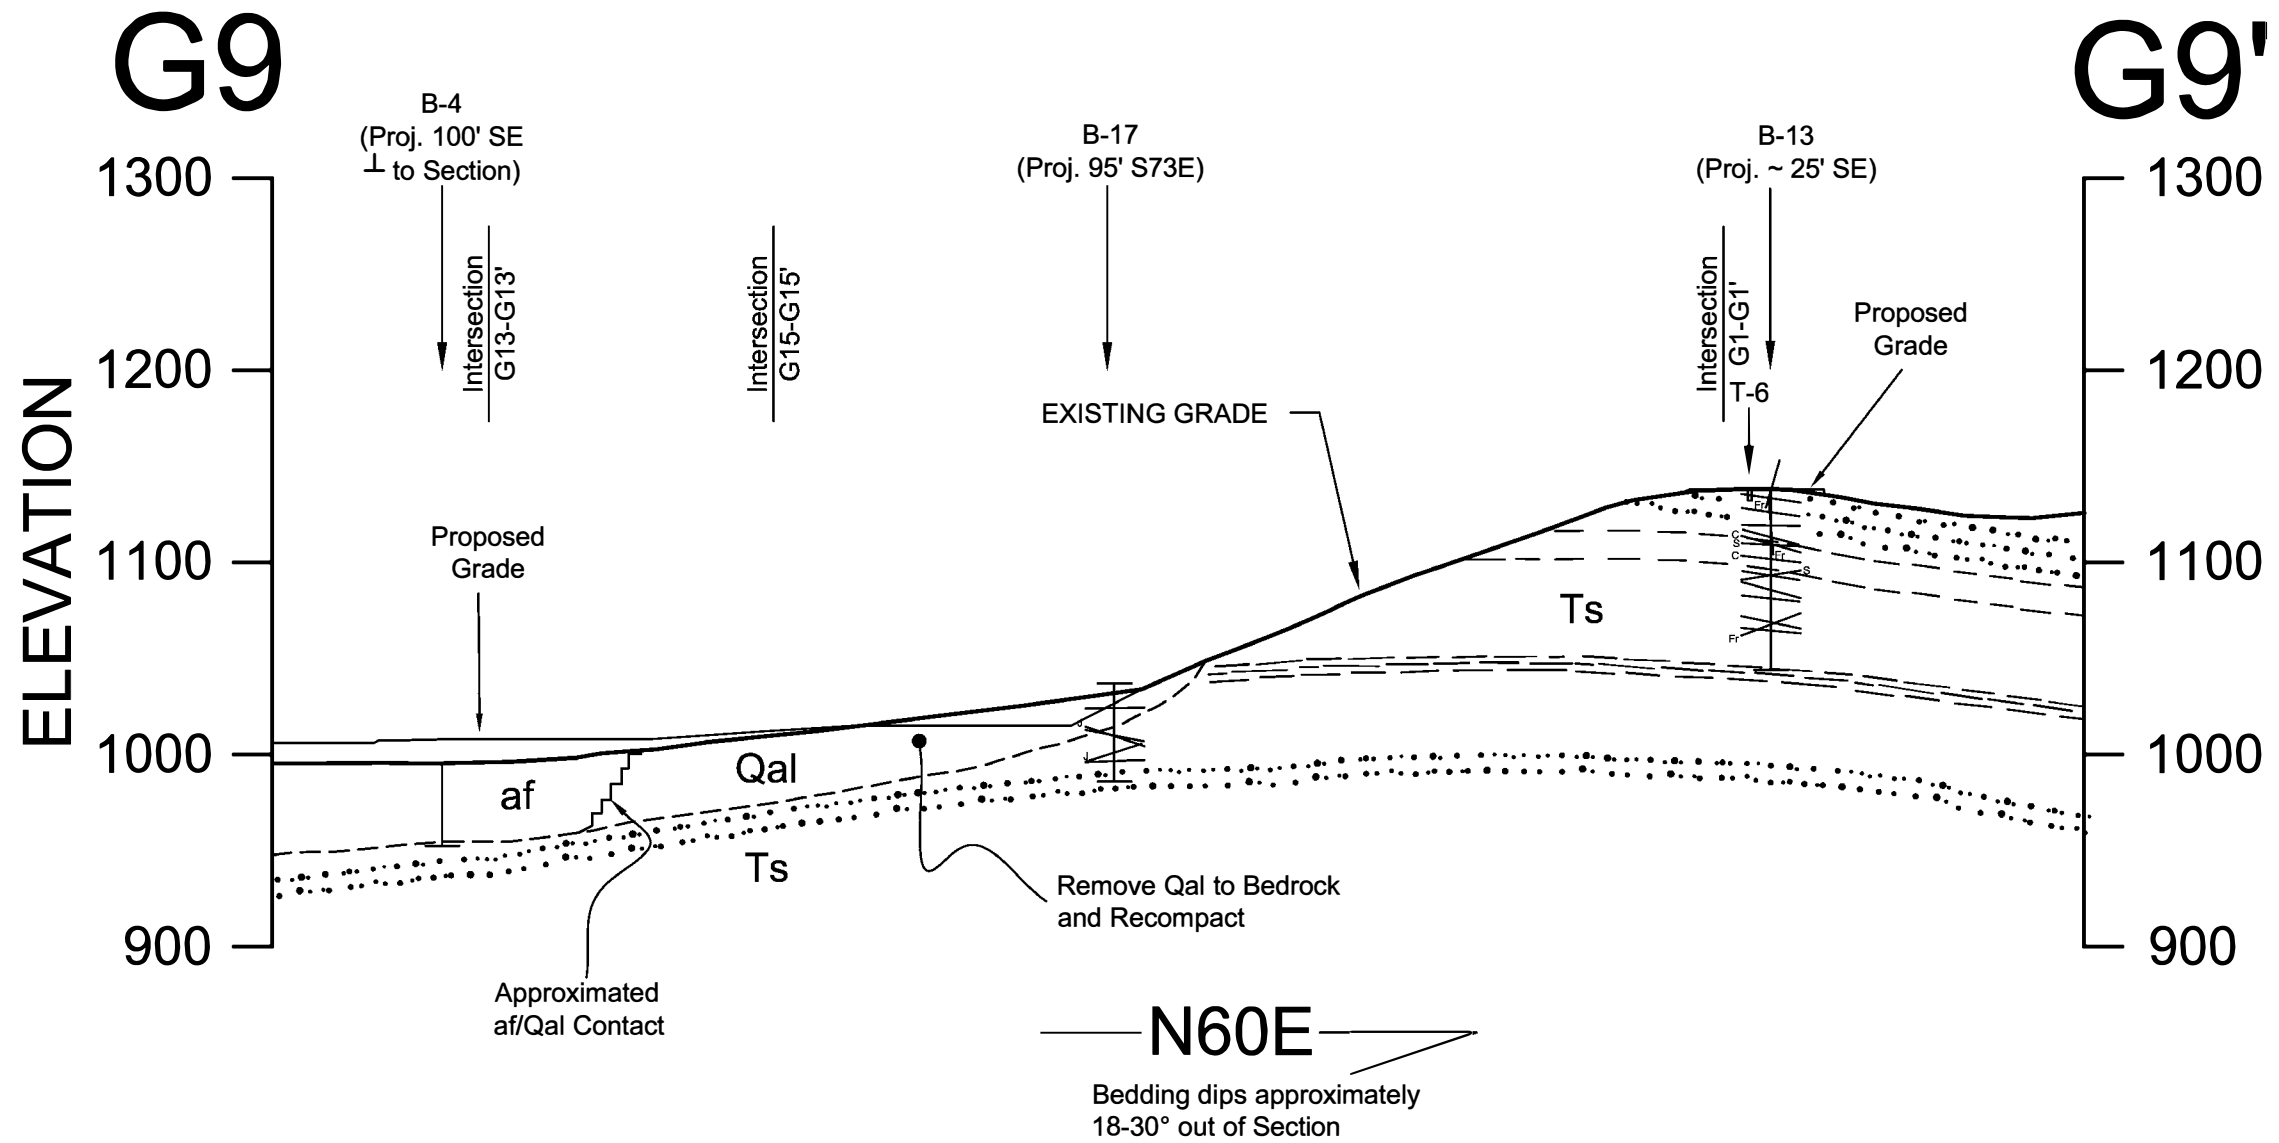 G9
G9'
B-4
(Proj. 100' SE
⊥ to Section)
B-17
(Proj. 95' S73E)
B-13
(Proj. ~ 25' SE)
1300
1300
Intersection
G13-G13'
Intersection
G15-G15'
Intersection
G1-G1'
Proposed
Grade
1200
1200
T-6
EXISTING GRADE
ELEVATION
Fr
Proposed
Grade
C
S
C
Fr
S
1100
1100
Ts
Fr
J
1000
1000
Qal
J
af
Ts
Remove Qal to Bedrock
and Recompact
900
900
Approximated
af/Qal Contact
N60E
Bedding dips approximately
18-30° out of Section